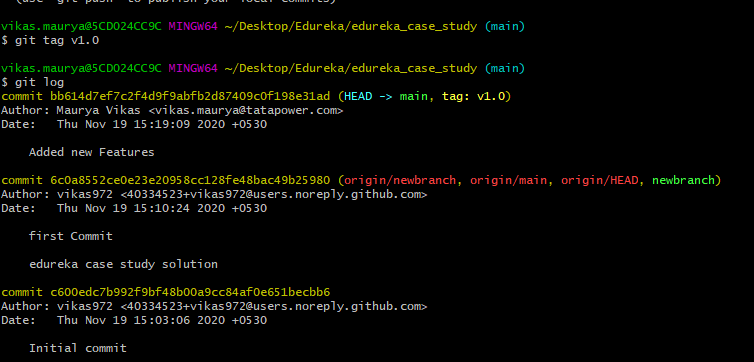 (use "git push" to publish your local commits)
vikas.maurya@5CD024CC9C MINGW64 ~/Desktop/Edureka/edureka_case_study (main)
$ git tag v1.0
vikas.maurya@5CD024CC9C MINGW64 ~/Desktop/Edureka/edureka_case_study (main)
$ git log
commit bb614d7ef7c2f4d9f9abfb2d87409c0f198e31ad (HEAD -> main, tag: v1.0)
Author: Maurya Vikas <vikas.maurya@tatapower.com>
Date:   Thu Nov 19 15:19:09 2020 +0530
Added new Features
commit 6c0a8552ce0e23e20958cc128fe48bac49b25980 (origin/newbranch, origin/main, origin/HEAD, newbranch)
Author: vikas972 <40334523+vikas972@users.noreply.github.com>
Date:   Thu Nov 19 15:10:24 2020 +0530
first Commit
edureka case study solution
commit c600edc7b992f9bf48b00a9cc84af0e651becbb6
Author: vikas972 <40334523+vikas972@users.noreply.github.com>
Date:   Thu Nov 19 15:03:06 2020 +0530
Initial commit